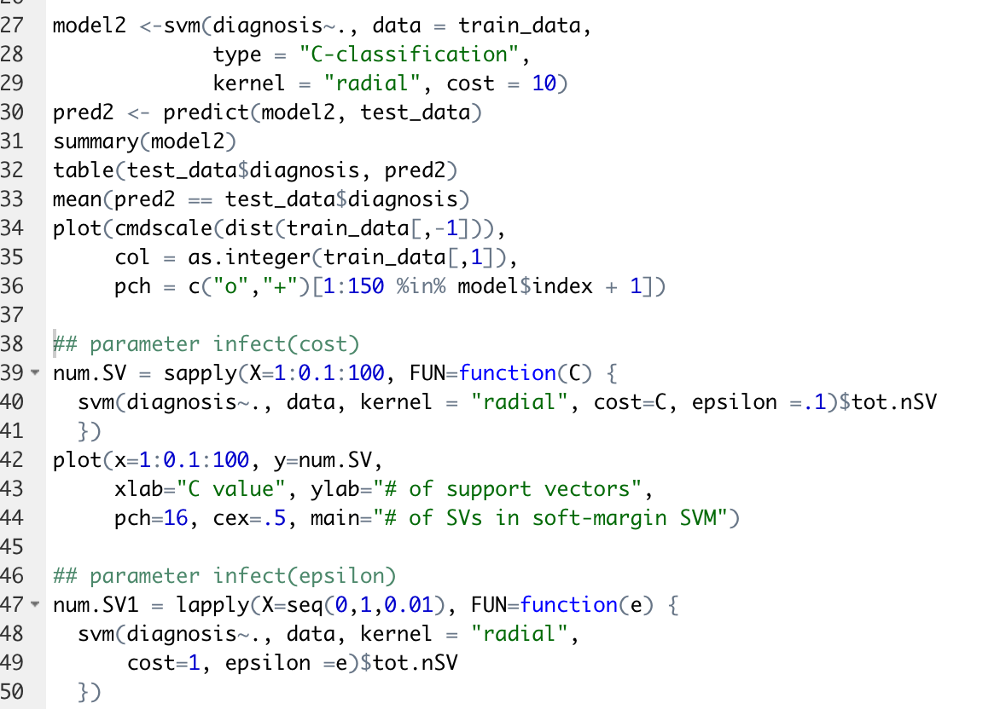 27 model2 <-svm(diagnosis~., data = train_data,
28              type = "C-classification",
29              kernel = "radial", cost = 10)
30 pred2 <- predict(model2, test_data)
31 summary(model2)
32 table(test_data$diagnosis, pred2)
33 mean(pred2 == test_data$diagnosis)
34 plot(cmdscale(dist(train_data[,-1])),
35      col = as.integer(train_data[,1]),
36      pch = c("o","+")[1:150 %in% model$index + 1])
37
38 ## parameter infect(cost)
39 num.SV = sapply(X=1:0.1:100, FUN=function(C) {
40   svm(diagnosis~., data, kernel = "radial", cost=C, epsilon =.1)$tot.nSV
41   })
42 plot(x=1:0.1:100, y=num.SV,
43      xlab="C value", ylab="# of support vectors",
44      pch=16, cex=.5, main="# of SVs in soft-margin SVM")
45
46 ## parameter infect(epsilon)
47 num.SV1 = lapply(X=seq(0,1,0.01), FUN=function(e) {
48   svm(diagnosis~., data, kernel = "radial",
49       cost=1, epsilon =e)$tot.nSV
50   })